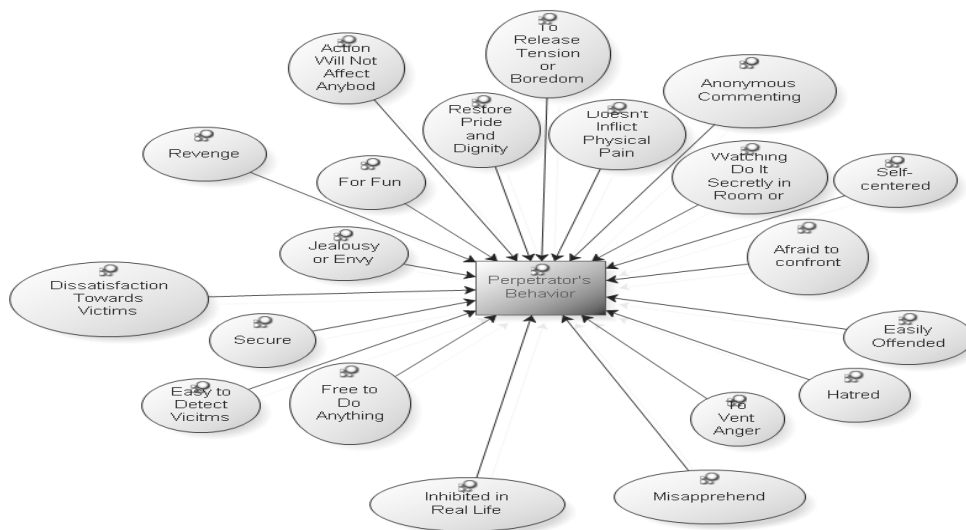 Action
Will Not
Affect
Anybod
To
Release
Tension
or
Boredom
Anonymous
Commenting
Restore
Pride
and
Dignity
Doesn't
Inflict
Physical
Pain
Revenge
For Fun
Watching
Do It
Secretly in
Room or
Self-
centered
Jealousy
or Envy
Afraid to
confront
Dissatisfaction
Towards
Victims
Perpetrator's
Behavior
Secure
Easily
Offended
Easy to
Detect
Vicitms
Free to
Do
Anything
Hatred
To
Vent
Anger
Inhibited in
Real Life
Misapprehend